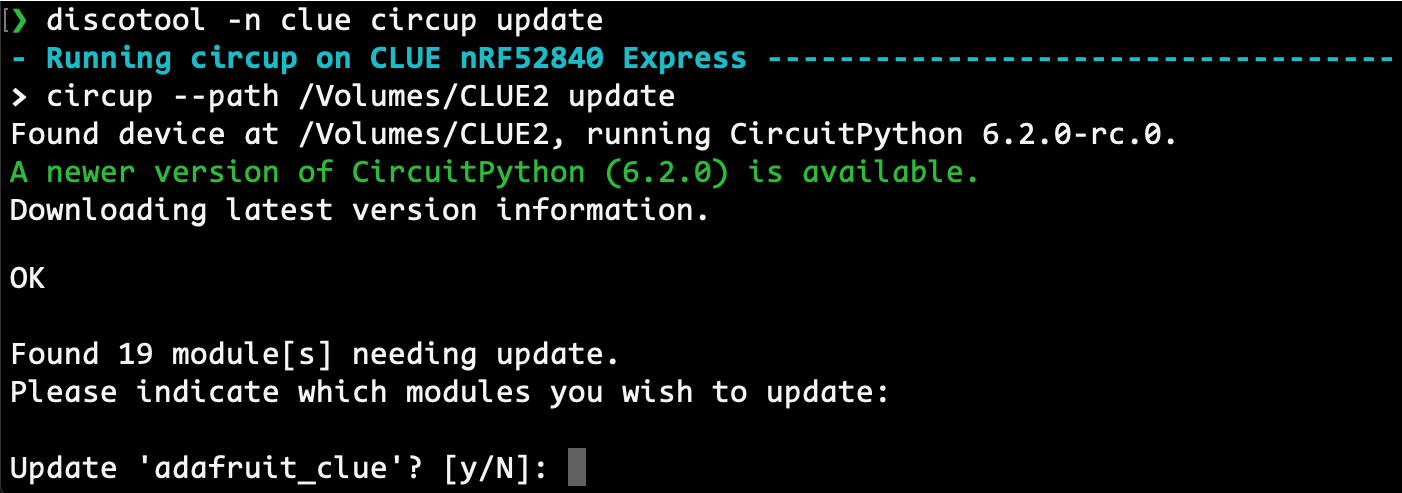 ❯ discotool -n clue circup update
- Running circup on CLUE nRF52840 Express -----------------------------------
> circup --path /Volumes/CLUE2 update
Found device at /Volumes/CLUE2, running CircuitPython 6.2.0-rc.0.
A newer version of CircuitPython (6.2.0) is available.
Downloading latest version information.
OK
Found 19 module[s] needing update.
Please indicate which modules you wish to update:
Update 'adafruit_clue'? [y/N]: